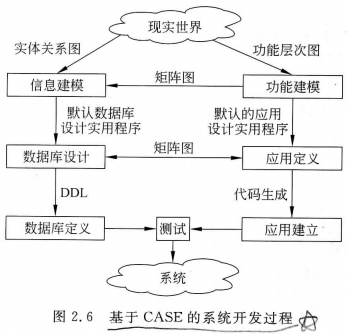 现实世界
实体关系图
功能层次图
信息建模
矩阵图
功能建模
默认数据库
设计实用程序
默认的应用
设计实用程序
数据库设计
矩阵图
应用定义
DDL
代码生成
数据库定义
测试
应用建立
系统
图 2.6 基于 CASE 的系统开发过程